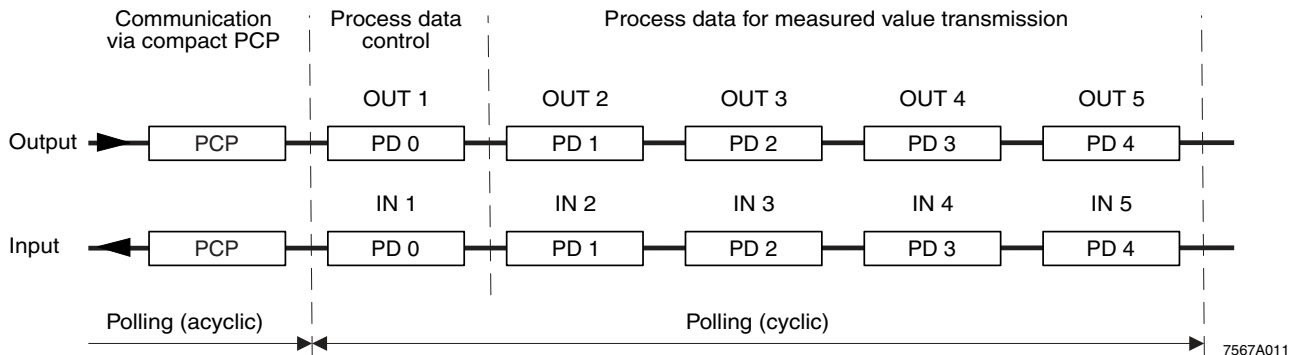 Communication
via compact PCP
Process data
control
Process data for measured value transmission
OUT 1 OUT 2 OUT 3 OUT 4 OUT 5
Output PCP PD 0 PD 1 PD 2 PD 3 PD 4
IN 1 IN 2 IN 3 IN 4 IN 5
Input PCP PD 0 PD 1 PD 2 PD 3 PD 4
Polling (acyclic) Polling (cyclic)
7567A011